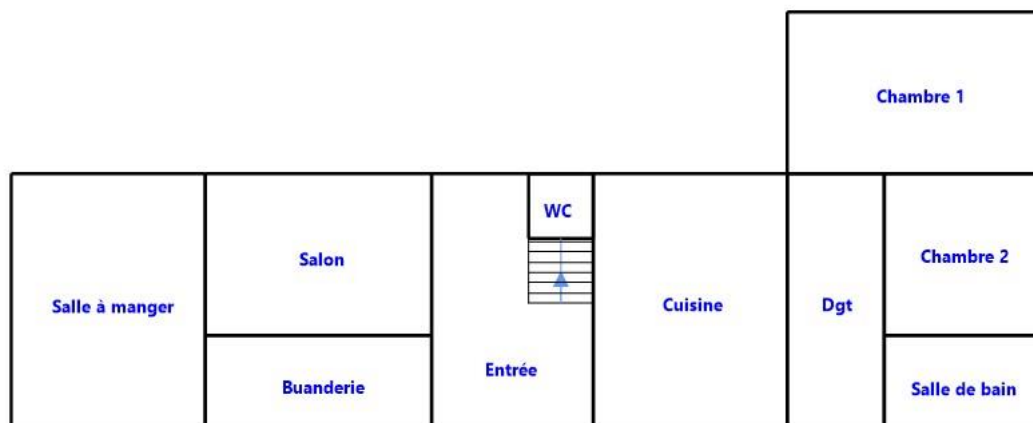 Chambre 1
WC
Salon
Chambre 2
Salle à manger
Cuisine
Dgt
Entrée
Buanderie
Salle de bain